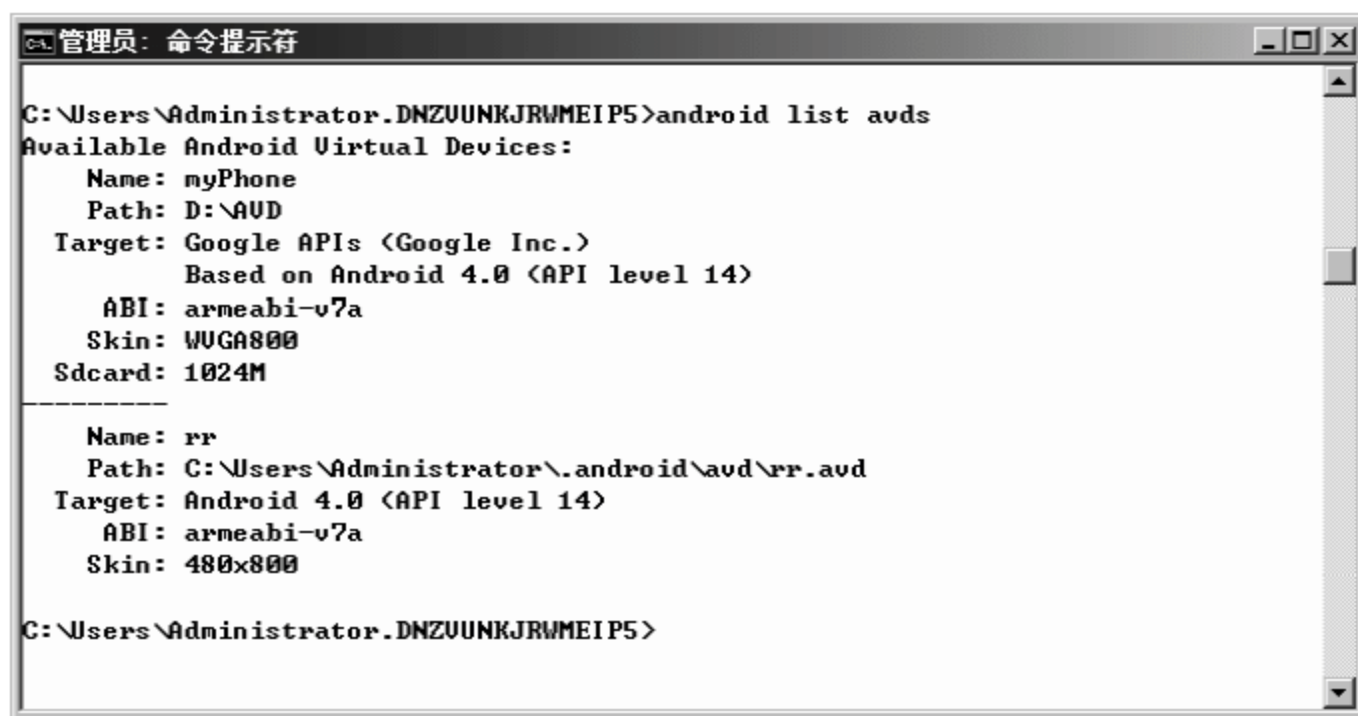 管理员: 命令提示符
C:\Users\Administrator.DNZVUNKJRWMEIP5>android list avds
Available Android Virtual Devices:
    Name: myPhone
    Path: D:\AVD
  Target: Google APIs (Google Inc.)
          Based on Android 4.0 (API level 14)
     ABI: armeabi-v7a
    Skin: WVGA800
  Sdcard: 1024M
---------
    Name: rr
    Path: C:\Users\Administrator\.android\avd\rr.avd
  Target: Android 4.0 (API level 14)
     ABI: armeabi-v7a
    Skin: 480x800
C:\Users\Administrator.DNZVUNKJRWMEIP5>